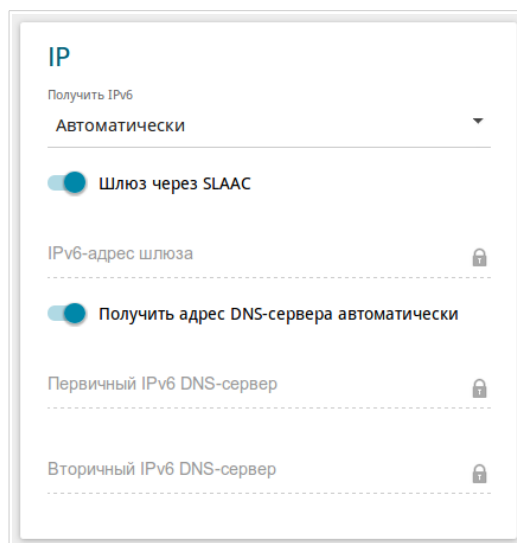 IP
Получить IPv6
Автоматически
Шлюз через SLAAC
IPv6-адрес шлюза
Получить адрес DNS-сервера автоматически
Первичный IPv6 DNS-сервер
Вторичный IPv6 DNS-сервер